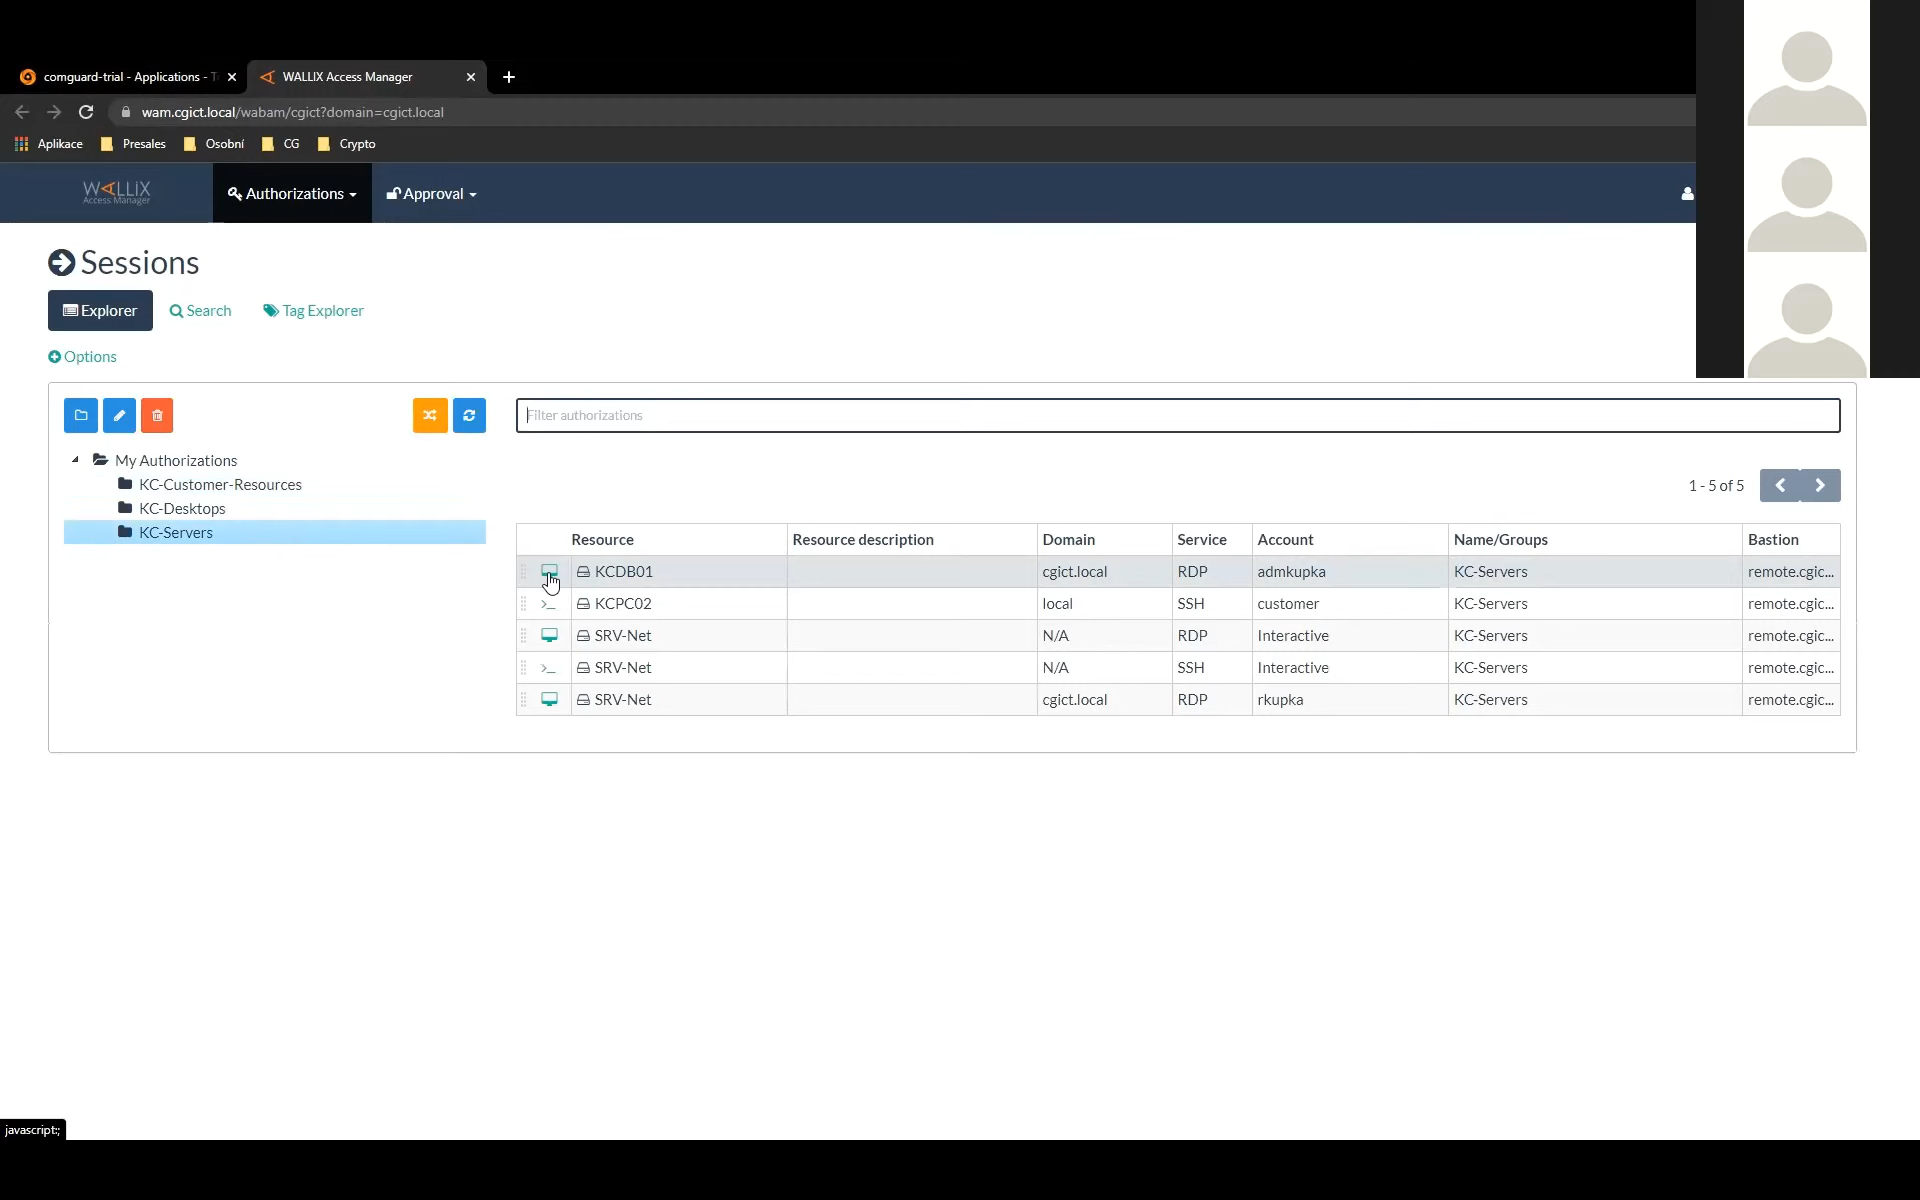 comguard-trial - Applications - T
WALLIX Access Manager
wam.cgict.local/wabam/cgict?domain=cgict.local
Aplikace Presales Osobní CG Crypto
WALLIX
Access Manager
Authorizations
Approval
Sessions
Explorer Search Tag Explorer
Options
Filter authorizations
My Authorizations
KC-Customer-Resources
KC-Desktops
KC-Servers
1 - 5 of 5
Resource Resource description Domain Service Account Name/Groups Bastion
KCDB01 cgict.local RDP admkupka KC-Servers remote.cgic...
KCPC02 local SSH customer KC-Servers remote.cgic...
SRV-Net N/A RDP Interactive KC-Servers remote.cgic...
SRV-Net N/A SSH Interactive KC-Servers remote.cgic...
SRV-Net cgict.local RDP rkupka KC-Servers remote.cgic...
javascript:;